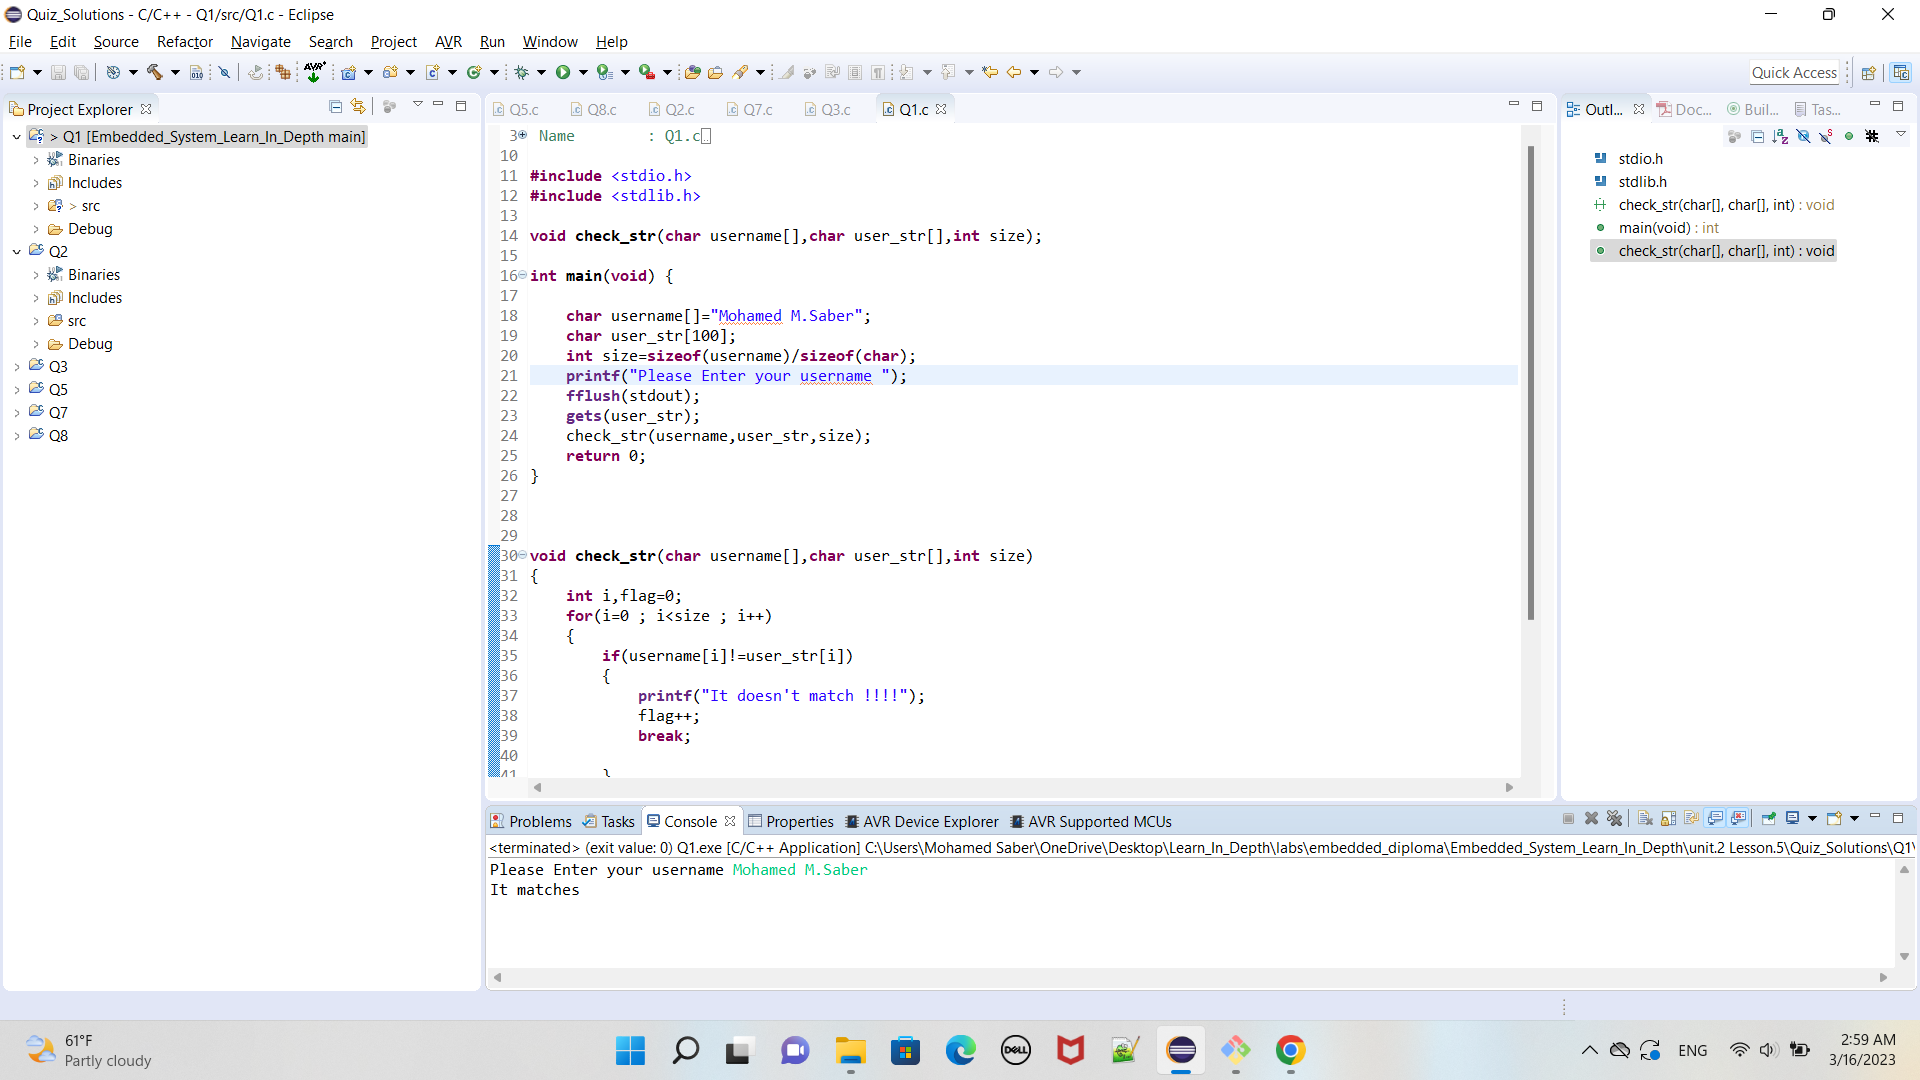 Quiz_Solutions - C/C++ - Q1/src/Q1.c - Eclipse
File Edit Source Refactor Navigate Search Project AVR Run Window Help
AVR
010
Quick Access
Project Explorer
> Q1 [Embedded_System_Learn_In_Depth main]
Binaries
Includes
> src
Debug
Q2
Binaries
Includes
src
Debug
Q3
Q5
Q7
Q8
Q5.c Q8.c Q2.c Q7.c Q3.c Q1.c
3 Name : Q1.c
10
11 #include <stdio.h>
12 #include <stdlib.h>
13
14 void check_str(char username[],char user_str[],int size);
15
16 int main(void) {
17
18 char username[]="Mohamed M.Saber";
19 char user_str[100];
20 int size=sizeof(username)/sizeof(char);
21 printf("Please Enter your username ");
22 fflush(stdout);
23 gets(user_str);
24 check_str(username,user_str,size);
25 return 0;
26 }
27
28
29
30 void check_str(char username[],char user_str[],int size)
31 {
32 int i,flag=0;
33 for(i=0 ; i<size ; i++)
34 {
35 if(username[i]!=user_str[i])
36 {
37 printf("It doesn't match !!!!");
38 flag++;
39 break;
40
41 }
Outl... Doc... Buil... Tas...
stdio.h
stdlib.h
check_str(char[], char[], int) : void
main(void) : int
check_str(char[], char[], int) : void
Problems Tasks Console Properties AVR Device Explorer AVR Supported MCUs
<terminated> (exit value: 0) Q1.exe [C/C++ Application] C:\Users\Mohamed Saber\OneDrive\Desktop\Learn_In_Depth\labs\embedded_diploma\Embedded_System_Learn_In_Depth\unit.2 Lesson.5\Quiz_Solutions\Q1\
Please Enter your username Mohamed M.Saber
It matches
61°F
Partly cloudy
DELL
ENG
2:59 AM
3/16/2023